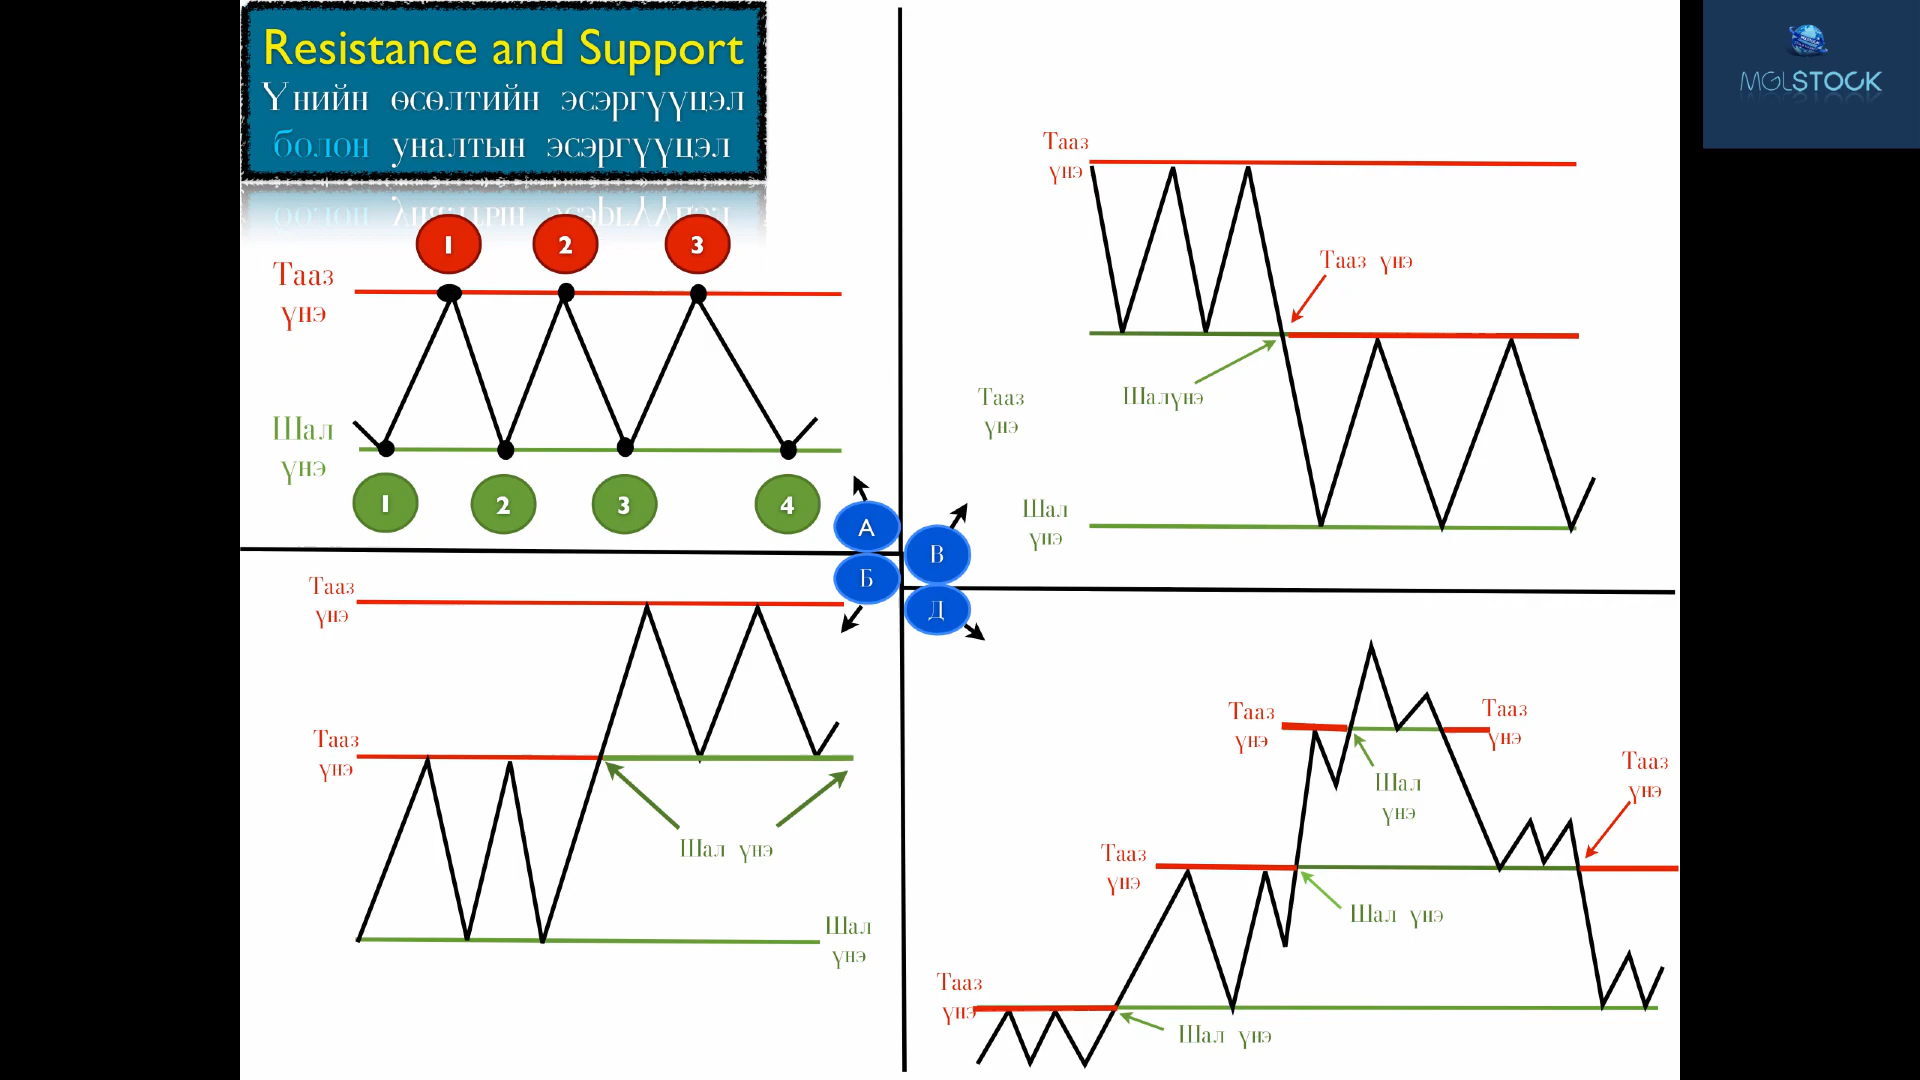 Resistance and Support
Үнийн өсөлтийн эсэргүүцэл
болон уналтын эсэргүүцэл
MGLSTOCK
1
2
3
Тааз
үнэ
Шал
үнэ
1
2
3
4
А
Б
В
Д
Тааз
үнэ
Тааз үнэ
Шалүнэ
Тааз
үнэ
Шал
үнэ
Тааз
үнэ
Тааз
үнэ
Шал үнэ
Шал
үнэ
Тааз
үнэ
Тааз
үнэ
Шал
үнэ
Тааз
үнэ
Тааз
үнэ
Шал үнэ
Тааз
үнэ
Шал үнэ